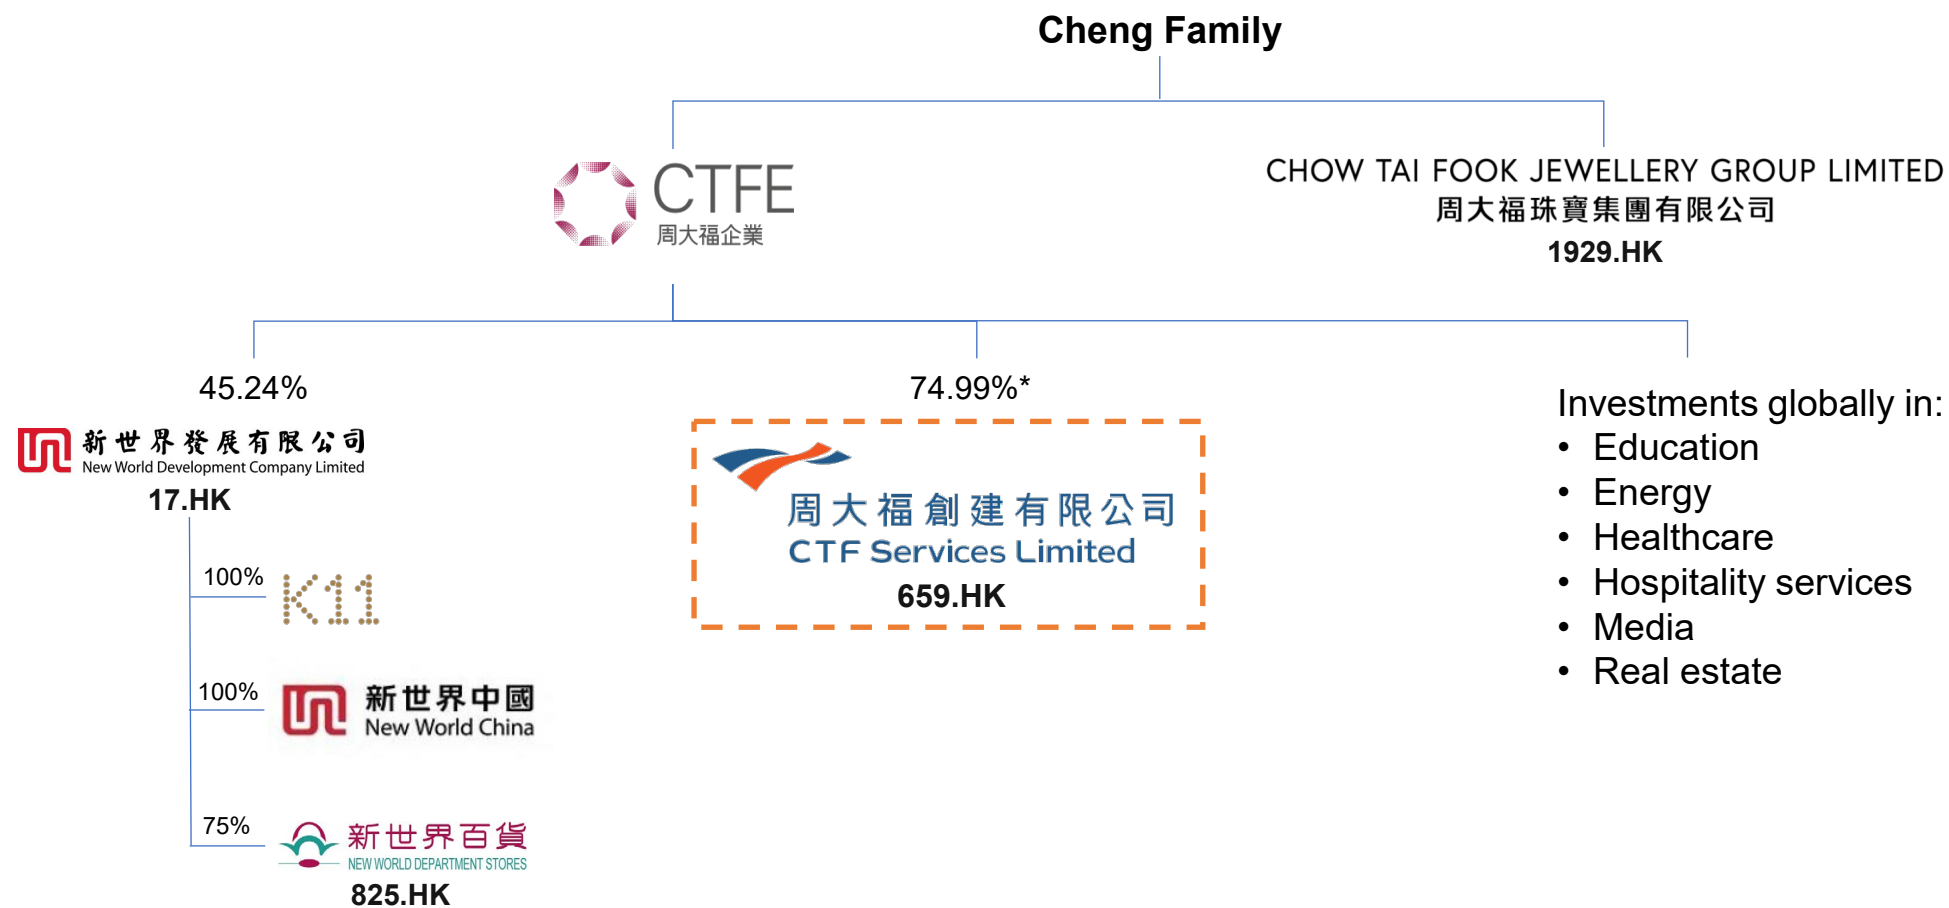 Cheng Family
CTFE
周大福企業
CHOW TAI FOOK JEWELLERY GROUP LIMITED
周大福珠寶集團有限公司
1929.HK
45.24%
新世界發展有限公司
New World Development Company Limited
17.HK
100%
K11
100%
新世界中國
New World China
75%
新世界百貨
NEW WORLD DEPARTMENT STORES
825.HK
74.99%*
周大福創建有限公司
CTF Services Limited
659.HK
Investments globally in:
• Education
• Energy
• Healthcare
• Hospitality services
• Media
• Real estate